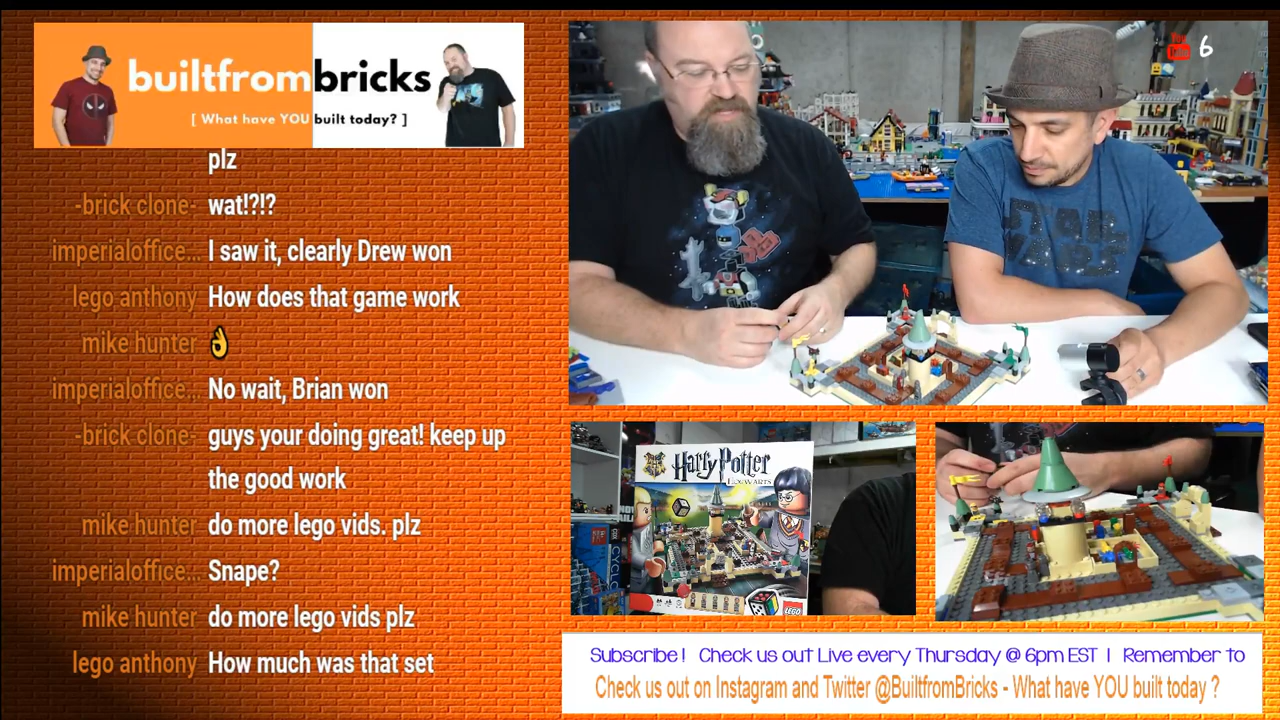 builtfrombricks
[ What have YOU built today? ]
plz
-brick clone- wat!?!?
imperialoffice... I saw it, clearly Drew won
lego anthony How does that game work
mike hunter 👌
imperialoffice... No wait, Brian won
-brick clone- guys your doing great! keep up
the good work
mike hunter do more lego vids. plz
imperialoffice... Snape?
mike hunter do more lego vids plz
lego anthony How much was that set
You
6
STAR
WARS
Harry Potter
HOGWARTS
LEGO
Subscribe! Check us out Live every Thursday @ 6pm EST | Remember to
Check us out on Instagram and Twitter @BuiltfromBricks - What have YOU built today ?